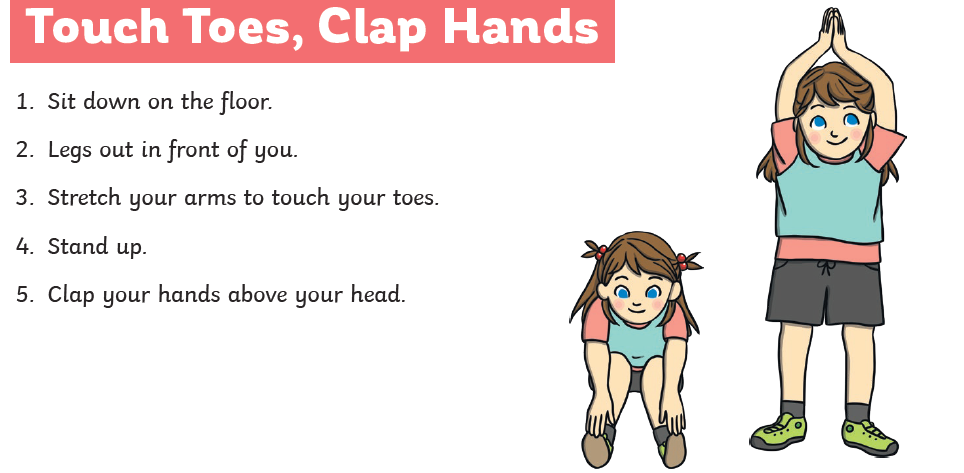 Touch Toes, Clap Hands
1. Sit down on the floor.
2. Legs out in front of you.
3. Stretch your arms to touch your toes.
4. Stand up.
5. Clap your hands above your head.